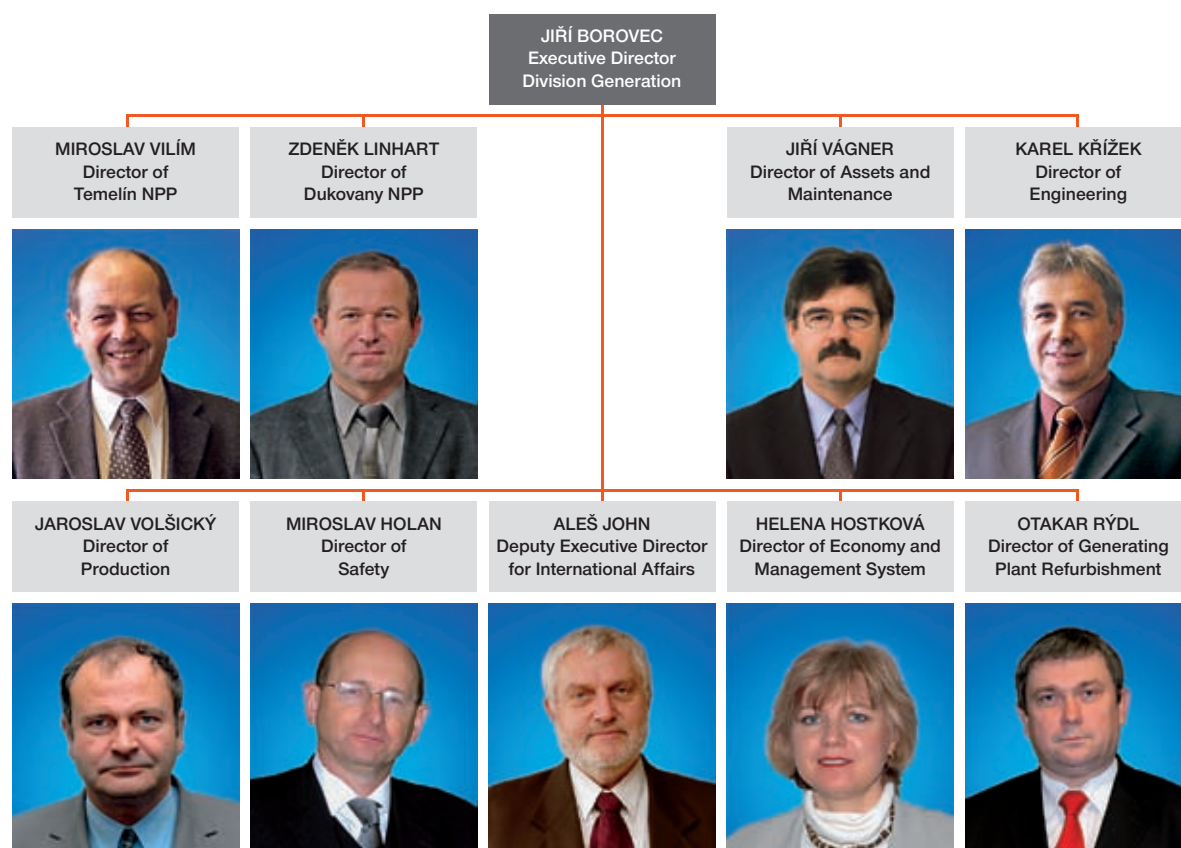 JIŘÍ BOROVEC
Executive Director
Division Generation
MIROSLAV VILÍM
Director of
Temelín NPP
ZDENĚK LINHART
Director of
Dukovany NPP
JIŘÍ VÁGNER
Director of Assets and
Maintenance
KAREL KŘÍŽEK
Director of
Engineering
JAROSLAV VOLŠICKÝ
Director of
Production
MIROSLAV HOLAN
Director of
Safety
ALEŠ JOHN
Deputy Executive Director
for International Affairs
HELENA HOSTKOVÁ
Director of Economy and
Management System
OTAKAR RÝDL
Director of Generating
Plant Refurbishment